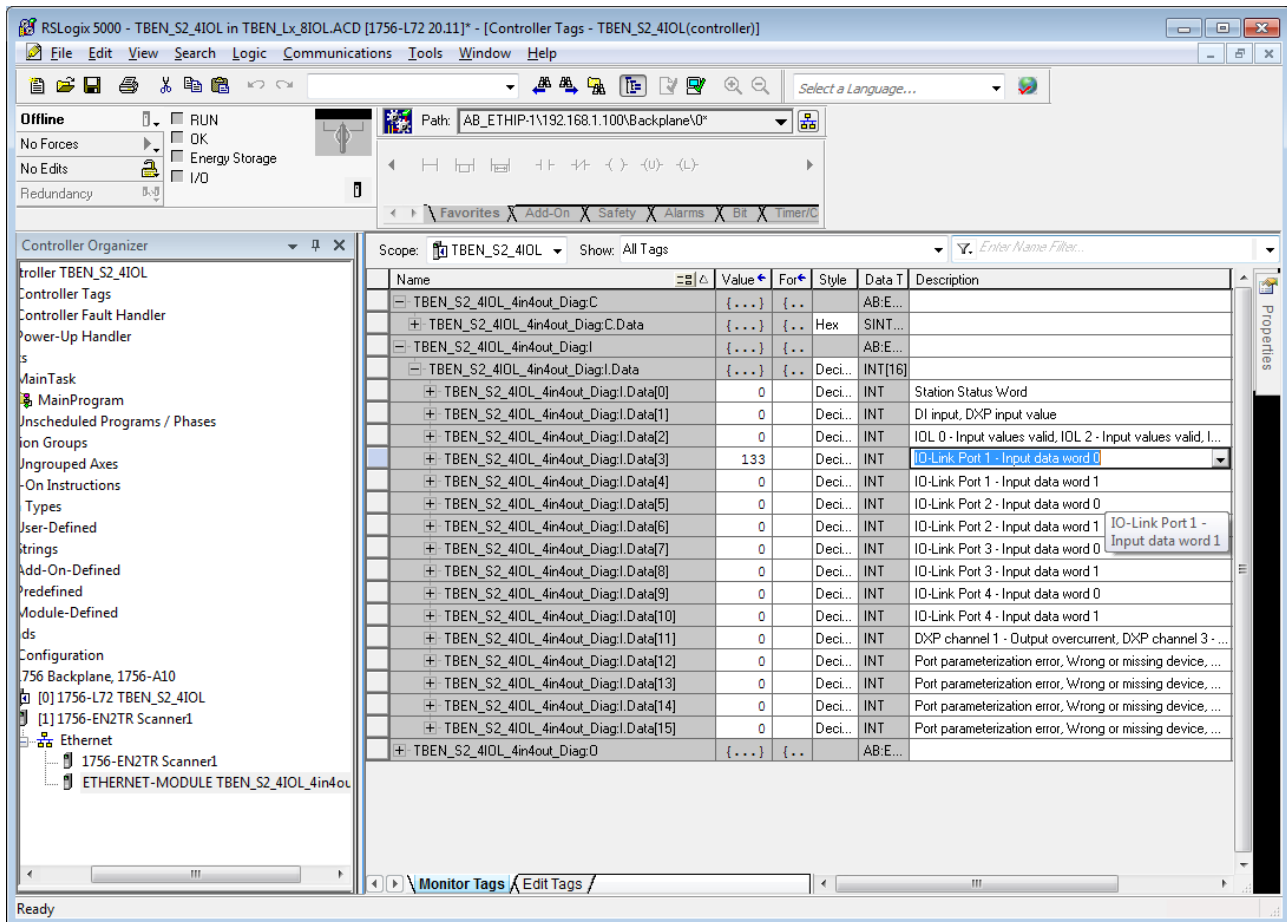 RSLogix 5000 - TBEN_S2_4IOL in TBEN_Lx_8IOL.ACD [1756-L72 20.11]* - [Controller Tags - TBEN_S2_4IOL(controller)]
File Edit View Search Logic Communications Tools Window Help
Select a Language...
Offline
RUN
No Forces
OK
No Edits
Energy Storage
Redundancy
I/O
Path: AB_ETHIP-1\192.168.1.100\Backplane\0*
Favorites Add-On Safety Alarms Bit Timer/C
Controller Organizer
troller TBEN_S2_4IOL
Controller Tags
Controller Fault Handler
Power-Up Handler
s
MainTask
MainProgram
Unscheduled Programs / Phases
ion Groups
Ungrouped Axes
-On Instructions
Types
User-Defined
Strings
Add-On-Defined
Predefined
Module-Defined
ds
Configuration
756 Backplane, 1756-A10
[0] 1756-L72 TBEN_S2_4IOL
[1] 1756-EN2TR Scanner1
Ethernet
1756-EN2TR Scanner1
ETHERNET-MODULE TBEN_S2_4IOL_4in4ou
Scope: TBEN_S2_4IOL Show: All Tags Enter Name Filter...
Name Value For Style Data T Description
TBEN_S2_4IOL_4in4out_Diag:C {...} {.. AB:E...
TBEN_S2_4IOL_4in4out_Diag:C.Data {...} {.. Hex SINT...
TBEN_S2_4IOL_4in4out_Diag:I {...} {.. AB:E...
TBEN_S2_4IOL_4in4out_Diag:I.Data {...} {.. Deci... INT[16]
TBEN_S2_4IOL_4in4out_Diag:I.Data[0] 0 Deci... INT Station Status Word
TBEN_S2_4IOL_4in4out_Diag:I.Data[1] 0 Deci... INT DI input, DXP input value
TBEN_S2_4IOL_4in4out_Diag:I.Data[2] 0 Deci... INT IOL 0 - Input values valid, IOL 2 - Input values valid, I...
TBEN_S2_4IOL_4in4out_Diag:I.Data[3] 133 Deci... INT IO-Link Port 1 - Input data word 0
TBEN_S2_4IOL_4in4out_Diag:I.Data[4] 0 Deci... INT IO-Link Port 1 - Input data word 1
TBEN_S2_4IOL_4in4out_Diag:I.Data[5] 0 Deci... INT IO-Link Port 2 - Input data word 0
TBEN_S2_4IOL_4in4out_Diag:I.Data[6] 0 Deci... INT IO-Link Port 2 - Input data word 1
TBEN_S2_4IOL_4in4out_Diag:I.Data[7] 0 Deci... INT IO-Link Port 3 - Input data word 0
TBEN_S2_4IOL_4in4out_Diag:I.Data[8] 0 Deci... INT IO-Link Port 3 - Input data word 1
TBEN_S2_4IOL_4in4out_Diag:I.Data[9] 0 Deci... INT IO-Link Port 4 - Input data word 0
TBEN_S2_4IOL_4in4out_Diag:I.Data[10] 0 Deci... INT IO-Link Port 4 - Input data word 1
TBEN_S2_4IOL_4in4out_Diag:I.Data[11] 0 Deci... INT DXP channel 1 - Output overcurrent, DXP channel 3 - ...
TBEN_S2_4IOL_4in4out_Diag:I.Data[12] 0 Deci... INT Port parameterization error, Wrong or missing device, ...
TBEN_S2_4IOL_4in4out_Diag:I.Data[13] 0 Deci... INT Port parameterization error, Wrong or missing device, ...
TBEN_S2_4IOL_4in4out_Diag:I.Data[14] 0 Deci... INT Port parameterization error, Wrong or missing device, ...
TBEN_S2_4IOL_4in4out_Diag:I.Data[15] 0 Deci... INT Port parameterization error, Wrong or missing device, ...
TBEN_S2_4IOL_4in4out_Diag:O {...} {.. AB:E...
IO-Link Port 1 -
Input data word 1
Properties
Monitor Tags Edit Tags
Ready